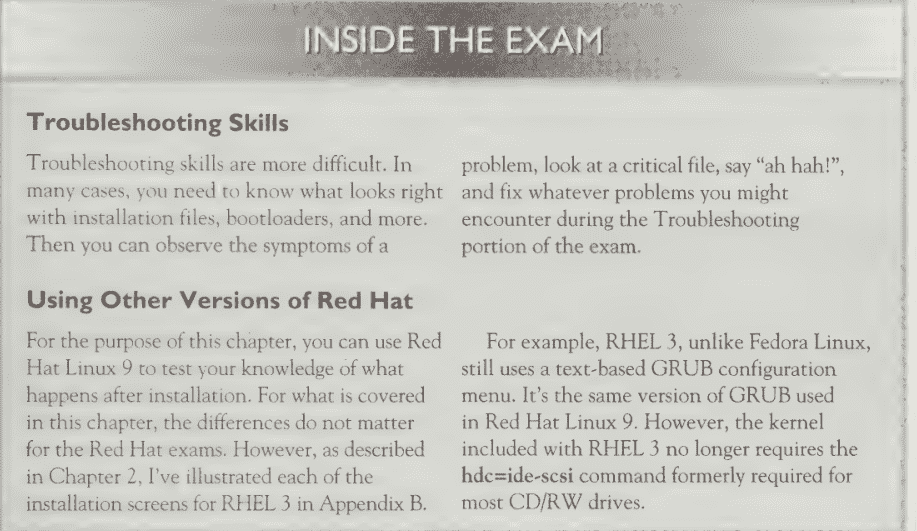 INSIDE THE EXAM
Troubleshooting Skills
Troubleshooting skills are more difficult. In
many cases, you need to know what looks right
with installation files, bootloaders, and more.
Then you can observe the symptoms of a
problem, look at a critical file, say “ah hah!”,
and fix whatever problems you might
encounter during the Troubleshooting
portion of the exam.
Using Other Versions of Red Hat
For the purpose of this chapter, you can use Red
Hat Linux 9 to test your knowledge of what
happens after installation. For what is covered
in this chapter, the differences do not matter
for the Red Hat exams. However, as described
in Chapter 2, I’ve illustrated each of the
installation screens for RHEL 3 in Appendix B.
For example, RHEL 3, unlike Fedora Linux,
still uses a text-based GRUB configuration
menu. It’s the same version of GRUB used
in Red Hat Linux 9. However, the kernel
included with RHEL 3 no longer requires the
hdc=ide-scsi command formerly required for
most CD/RW drives.